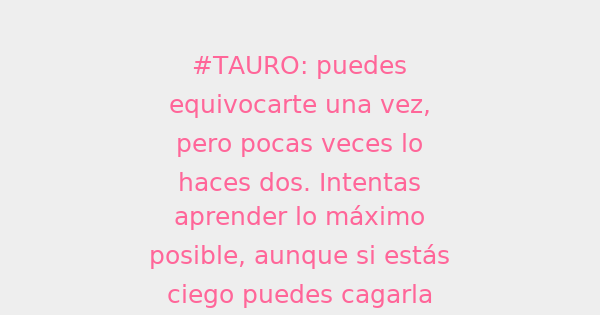 #TAURO: puedes
equivocarte una vez,
pero pocas veces lo
haces dos. Intentas
aprender lo máximo
posible, aunque si estás
ciego puedes cagarla